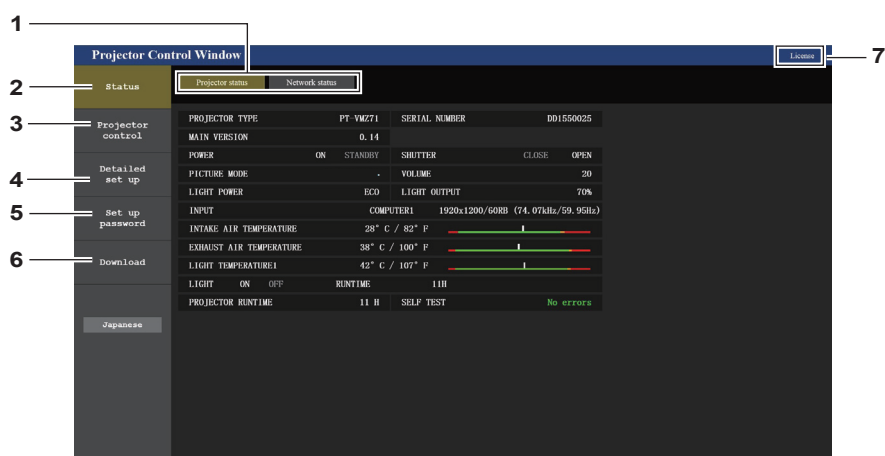 1
Projector Control Window
License
7
2
Status
Projector status
Network status
3
Projector
control
4
Detailed
set up
5
Set up
password
6
Download
Japanese
PROJECTOR TYPE PT-VMZ71 SERIAL NUMBER DD1550025
MAIN VERSION 0.14
POWER ON STANDBY SHUTTER CLOSE OPEN
PICTURE MODE - VOLUME 20
LIGHT POWER ECO LIGHT OUTPUT 70%
INPUT COMPUTER1 1920x1200/60RB (74.07kHz/59.95Hz)
INTAKE AIR TEMPERATURE 28° C / 82° F
EXHAUST AIR TEMPERATURE 38° C / 100° F
LIGHT TEMPERATURE1 42° C / 107° F
LIGHT ON OFF RUNTIME 11H
PROJECTOR RUNTIME 11 H SELF TEST No errors